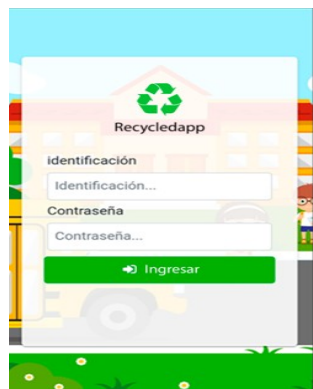 Recycledapp
identificación
Identificación...
Contraseña
Contraseña...
Ingresar